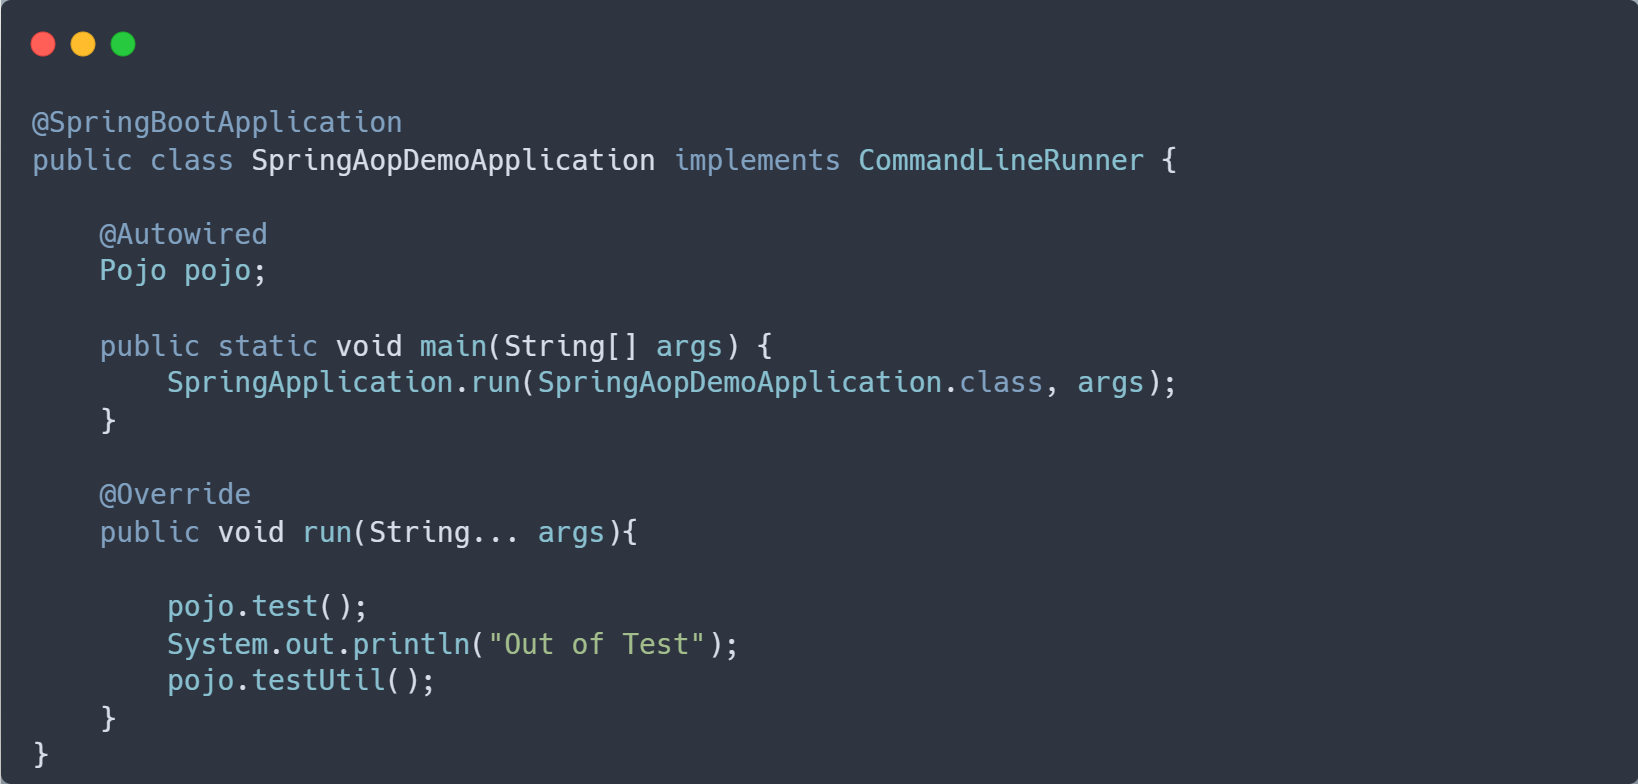 @SpringBootApplication
public class SpringAopDemoApplication implements CommandLineRunner {
    @Autowired
    Pojo pojo;
    public static void main(String[] args) {
        SpringApplication.run(SpringAopDemoApplication.class, args);
    }
    @Override
    public void run(String... args){
        pojo.test();
        System.out.println("Out of Test");
        pojo.testUtil();
    }
}